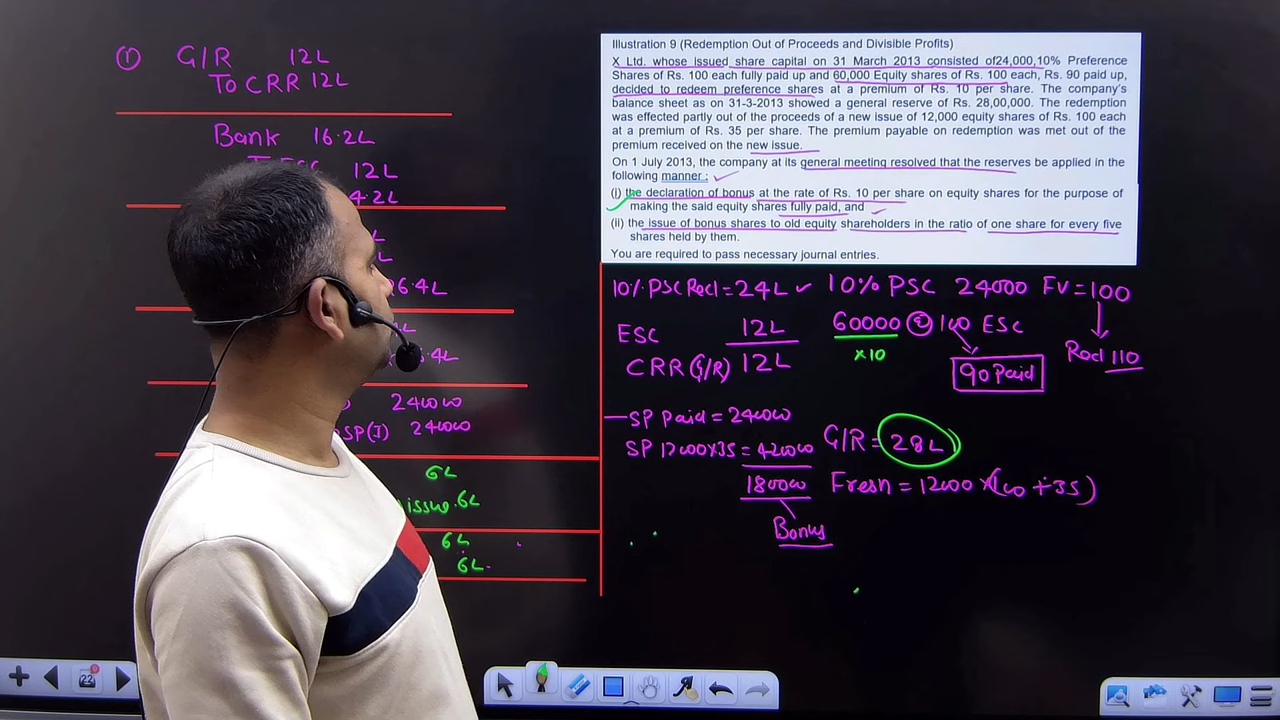 ① G/R 12L
To CRR 12L
Bank 16.2L
12L
4.2L
L
L
26.4L
L
.4L
240000
SP(I) 240000
6L
issue. 6L
6L
6L.
Illustration 9 (Redemption Out of Proceeds and Divisible Profits)
X Ltd. whose issued share capital on 31 March 2013 consisted of24,000,10% Preference
Shares of Rs. 100 each fully paid up and 60,000 Equity shares of Rs. 100 each, Rs. 90 paid up,
decided to redeem preference shares at a premium of Rs. 10 per share. The company's
balance sheet as on 31-3-2013 showed a general reserve of Rs. 28,00,000. The redemption
was effected partly out of the proceeds of a new issue of 12,000 equity shares of Rs. 100 each
at a premium of Rs. 35 per share. The premium payable on redemption was met out of the
premium received on the new issue.
On 1 July 2013, the company at its general meeting resolved that the reserves be applied in the
following manner :
(i) the declaration of bonus at the rate of Rs. 10 per share on equity shares for the purpose of
making the said equity shares fully paid, and
(ii) the issue of bonus shares to old equity shareholders in the ratio of one share for every five
shares held by them.
You are required to pass necessary journal entries.
10% PSC Red = 24L
ESC 12L
CRR (G/R) 12L
SP Paid = 240000
SP 12000x35 = 420000
180000
Bonus
10% PSC 24000 FV = 100
60000 @ 100 ESC
x10
90 Paid
Red 110
G/R = 28L
Fresh = 12000 x (100 + 35)
22